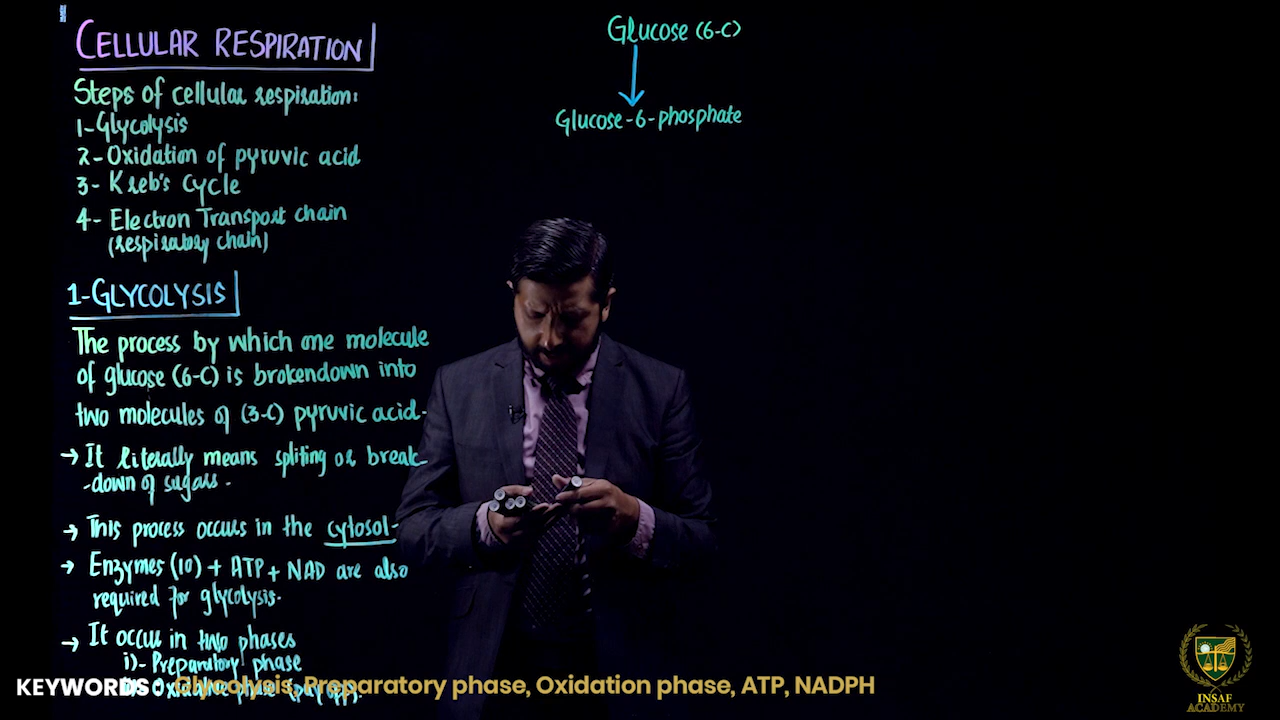 CELLULAR RESPIRATION
Steps of cellular respiration:
1-Glycolysis
2-Oxidation of pyruvic acid
3- Kreb's cycle
4- Electron Transport chain
(respiratory chain)
1-GLYCOLYSIS
The process by which one molecule
of glucose (6-C) is brokendown into
two molecules of (3-C) pyruvic acid-
→ It literally means spliting or break-
-down of sugars.
→ This process occurs in the cytosol-
→ Enzymes (10) + ATP + NAD are also
required for glycolysis.
→ It occur in two phases
i)- Preparatory phase
Oxidative phase (payoff).
Glucose (6-C)
Glucose-6-phosphate
KEYWORDS: Glycolysis, Preparatory phase, Oxidation phase, ATP, NADPH
INSAF
ACADEMY